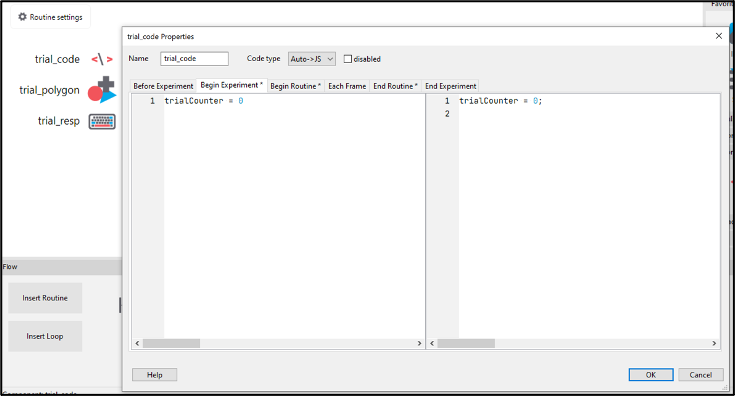 Routine settings
Favorit
trial_code
trial_polygon
trial_resp
trial_code Properties
Name trial_code Code type Auto->JS disabled
Before Experiment Begin Experiment * Begin Routine * Each Frame End Routine * End Experiment
1 trialCounter = 0
1 trialCounter = 0;
2
Flow
Insert Routine
Insert Loop
Help OK Cancel